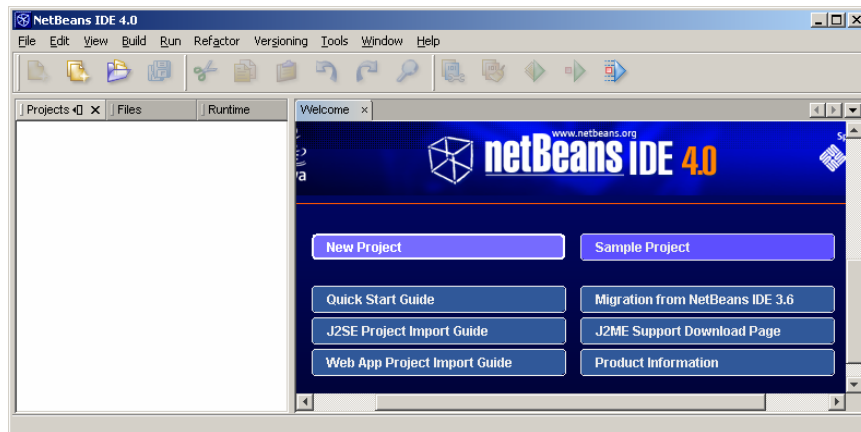 NetBeans IDE 4.0
File Edit View Build Run Refactor Versioning Tools Window Help
Projects Files Runtime Welcome
www.netbeans.org
netBeans IDE 4.0
New Project Sample Project
Quick Start Guide Migration from NetBeans IDE 3.6
J2SE Project Import Guide J2ME Support Download Page
Web App Project Import Guide Product Information